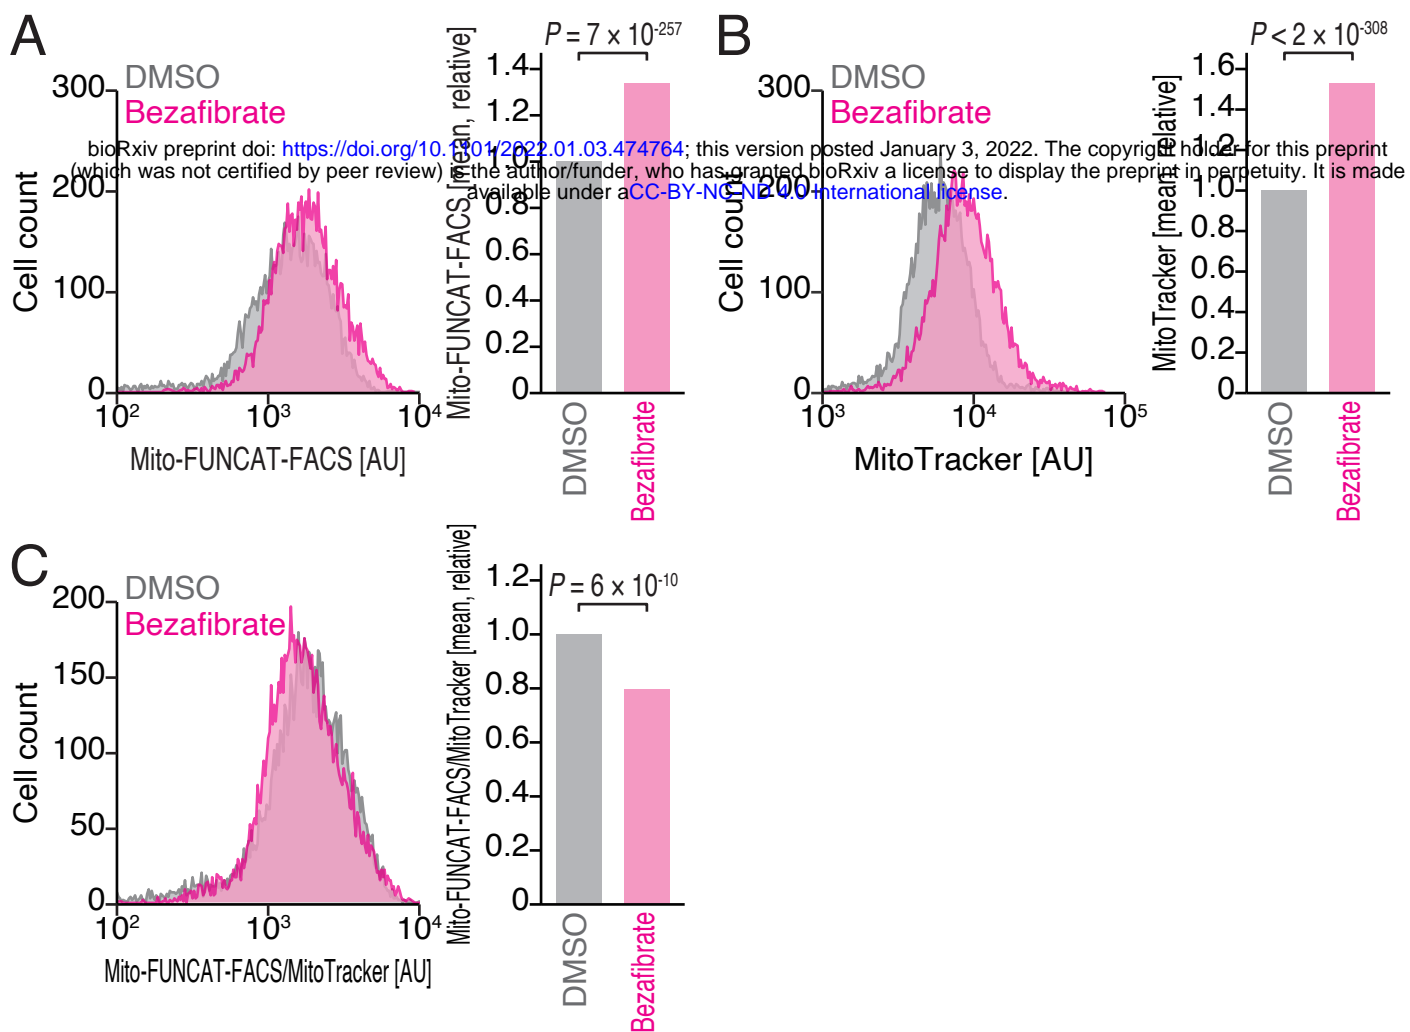 A
DMSO
Bezafibrate
300
200
100
0
10²
10³
10⁴
Cell count
Mito-FUNCAT-FACS [AU]
P = 7 × 10⁻²⁵⁷
Mito-FUNCAT-FACS [mean, relative]
1.4
1.2
1.0
0.8
0.6
0.4
0.2
0
DMSO
Bezafibrate
B
DMSO
Bezafibrate
300
200
100
0
10³
10⁴
10⁵
Cell count
MitoTracker [AU]
P < 2 × 10⁻³⁰⁸
MitoTracker [mean, relative]
1.6
1.4
1.2
1.0
0.8
0.6
0.4
0.2
0
DMSO
Bezafibrate
bioRxiv preprint doi: https://doi.org/10.1101/2022.01.03.474764; this version posted January 3, 2022. The copyright holder for this preprint
(which was not certified by peer review) is the author/funder, who has granted bioRxiv a license to display the preprint in perpetuity. It is made
available under aCC-BY-NC-ND 4.0 International license.
C
DMSO
Bezafibrate
200
150
100
50
0
10²
10³
10⁴
Cell count
Mito-FUNCAT-FACS/MitoTracker [AU]
P = 6 × 10⁻¹⁰
Mito-FUNCAT-FACS/MitoTracker [mean, relative]
1.2
1.0
0.8
0.6
0.4
0.2
0
DMSO
Bezafibrate